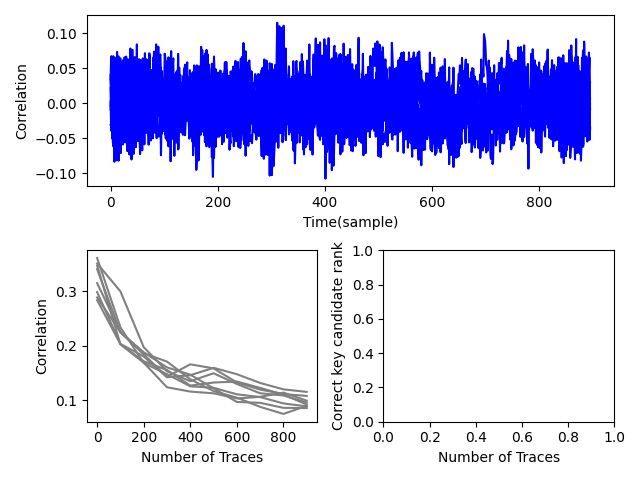 0.10
0.05
0.00
−0.05
−0.10
Correlation
0 200 400 600 800
Time(sample)
0.3
0.2
0.1
Correlation
0 200 400 600 800
Number of Traces
1.0
0.8
0.6
0.4
0.2
0.0
Correct key candidate rank
0.0 0.2 0.4 0.6 0.8 1.0
Number of Traces